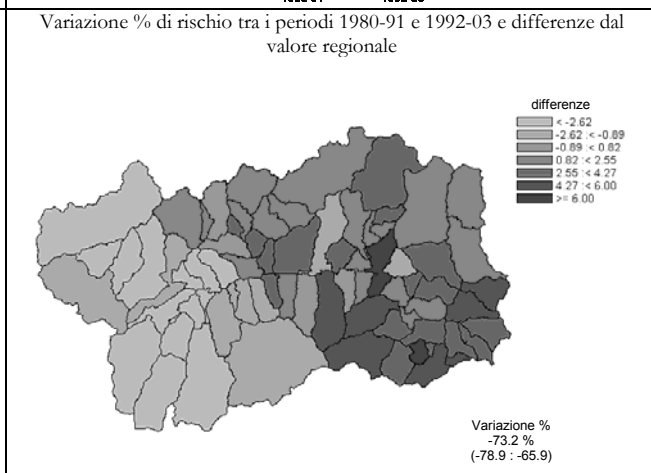 Variazione % di rischio tra i periodi 1980-91 e 1992-03 e differenze dal
valore regionale
differenze
< -2.62
-2.62 :< -0.89
-0.89 :< 0.82
0.82 :< 2.55
2.55 :< 4.27
4.27 :< 6.00
>= 6.00
Variazione %
-73.2 %
(-78.9 : -65.9)